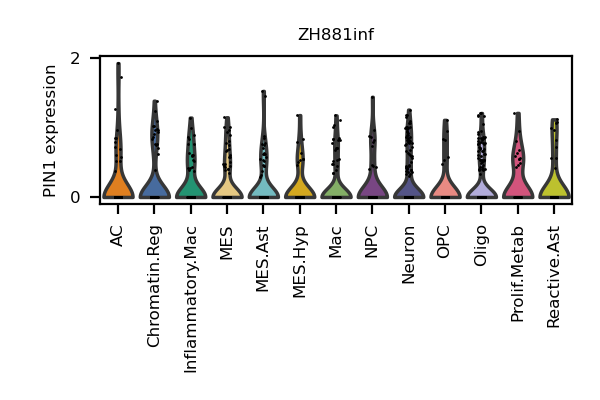 ZH881inf
PIN1 expression
2
0
AC
Chromatin.Reg
Inflammatory.Mac
MES
MES.Ast
MES.Hyp
Mac
NPC
Neuron
OPC
Oligo
Prolif.Metab
Reactive.Ast